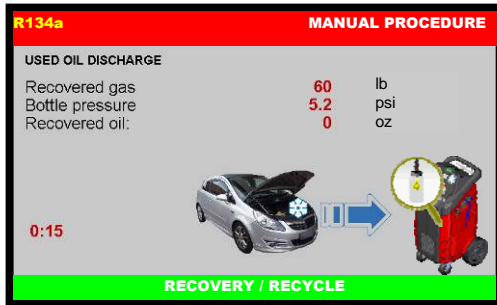 R134a MANUAL PROCEDURE
USED OIL DISCHARGE
Recovered gas 60 lb
Bottle pressure 5.2 psi
Recovered oil: 0 oz
4
0:15
RECOVERY / RECYCLE